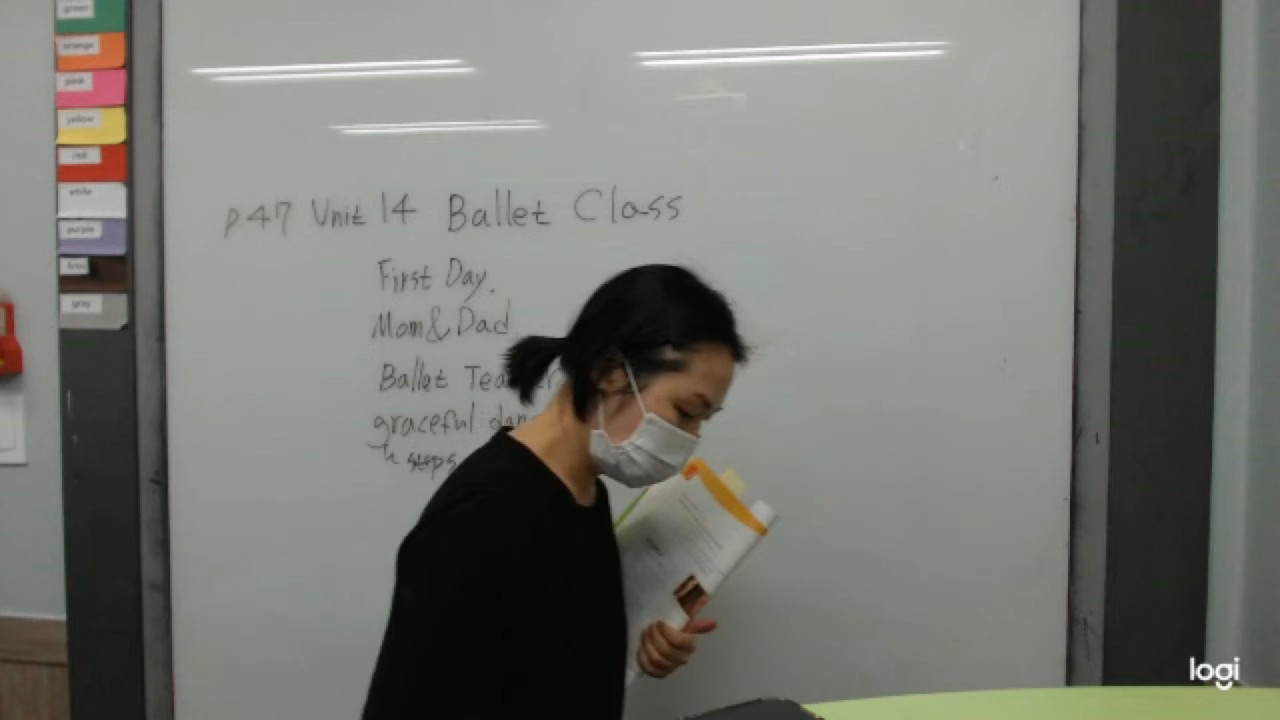 green
orange
pink
yellow
red
white
purple
gray
P 47 Unit 14 Ballet Class
First Day.
Mom & Dad
Ballet
graceful
steps
logi